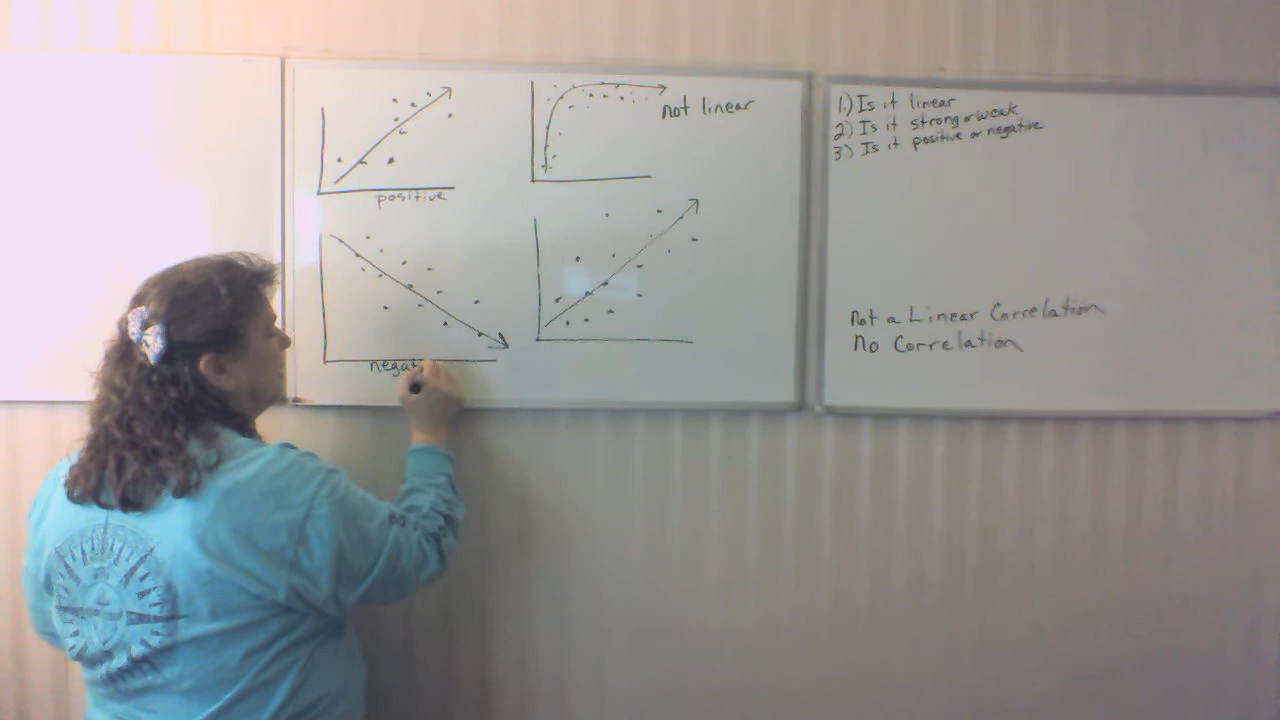 positive
not linear
negat
1.) Is it linear
2.) Is it strong or weak
3.) Is it positive or negative
Not a Linear Correlation
No Correlation